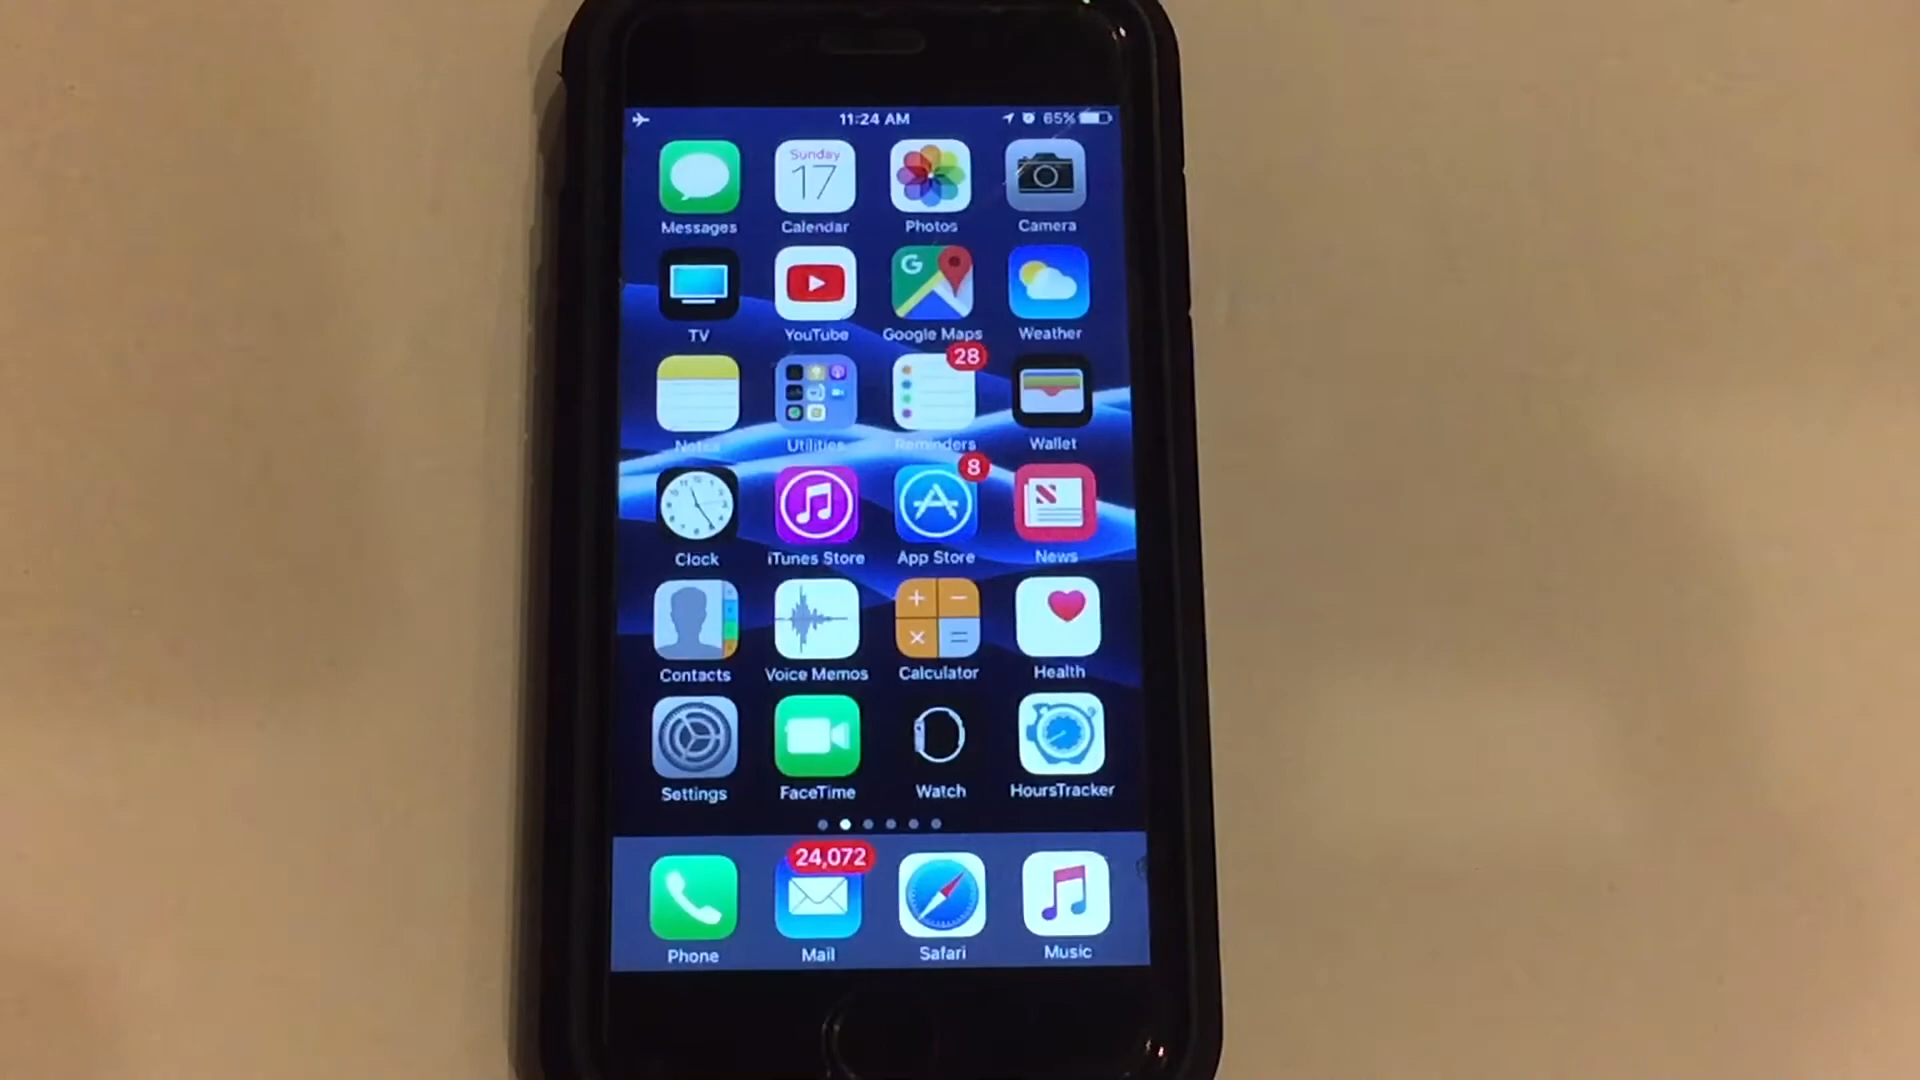 11:24 AM 65%
Sunday
17
Messages Calendar Photos Camera
G
TV YouTube Google Maps Weather
28
Notes Utilities Reminders Wallet
8
N
Clock iTunes Store App Store News
+ −
× =
Contacts Voice Memos Calculator Health
Settings FaceTime Watch HoursTracker
24,072
Phone Mail Safari Music